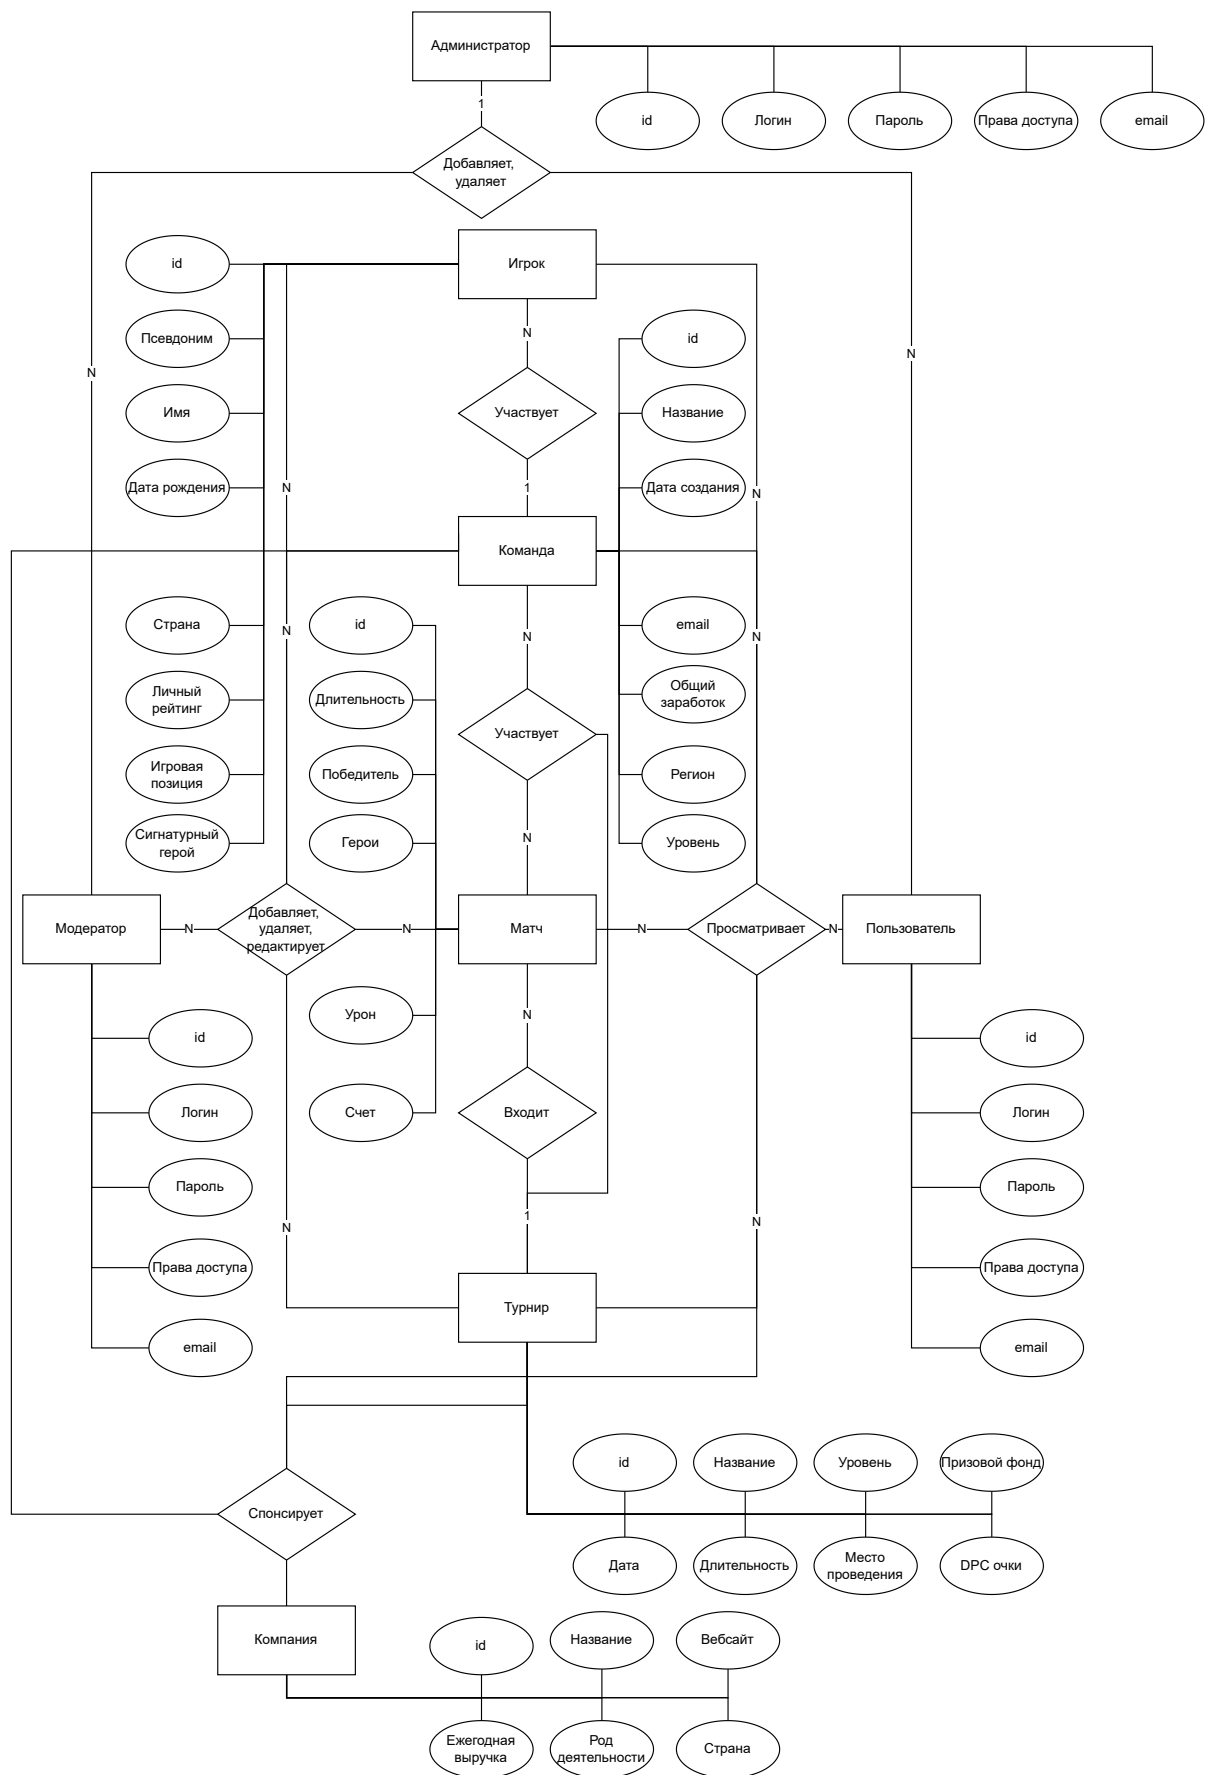 Администратор
1
id
Логин
Пароль
Права доступа
email
Добавляет,
удаляет
id
Игрок
Псевдоним
N
id
N
N
Имя
Участвует
Название
Дата рождения
N
1
Дата создания
N
Команда
Страна
N
id
N
email
N
Личный
рейтинг
Длительность
Общий
заработок
Участвует
Игровая
позиция
Победитель
Регион
Сигнатурный
герой
Герои
N
Уровень
Модератор
N
Добавляет,
удаляет,
редактирует
N
Матч
N
Просматривает
N
Пользователь
id
Урон
N
id
Логин
Счет
Входит
Логин
Пароль
Пароль
N
1
N
Права доступа
Права доступа
Турнир
email
email
id
Название
Уровень
Призовой фонд
Спонсирует
Дата
Длительность
Место
проведения
DPC очки
Компания
id
Название
Вебсайт
Ежегодная
выручка
Род
деятельности
Страна